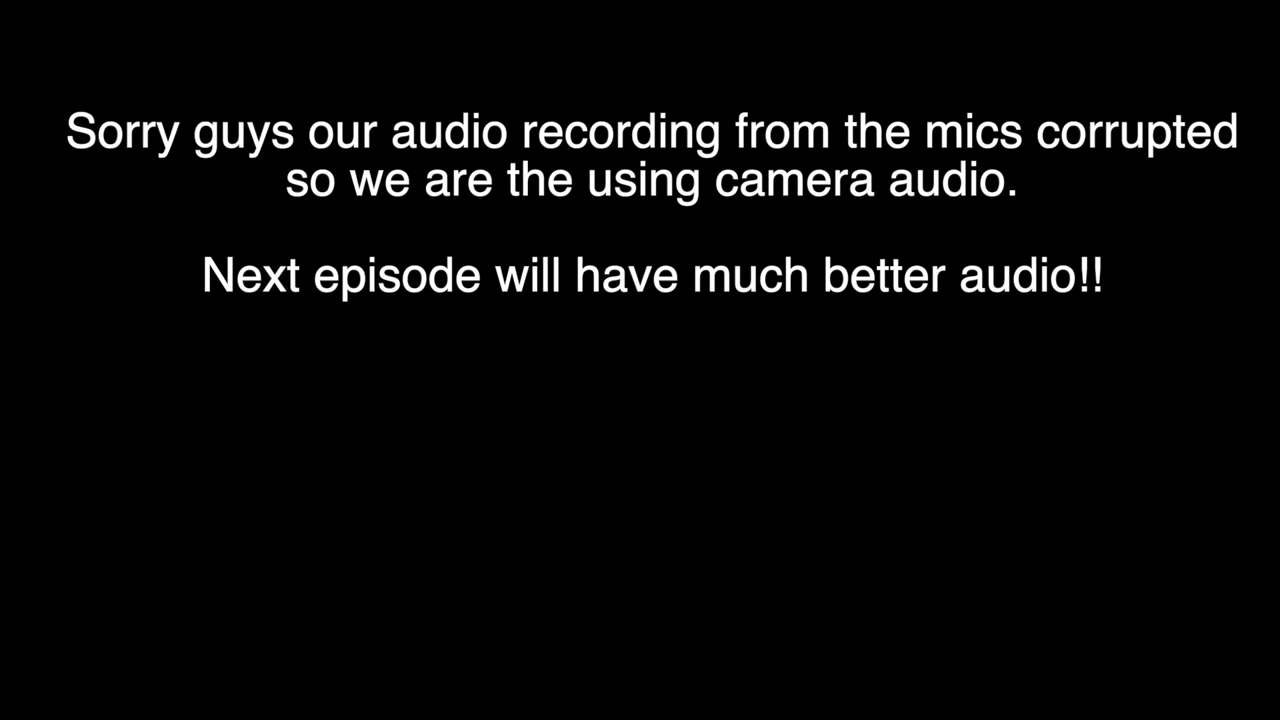 Sorry guys our audio recording from the mics corrupted
so we are the using camera audio.
Next episode will have much better audio!!